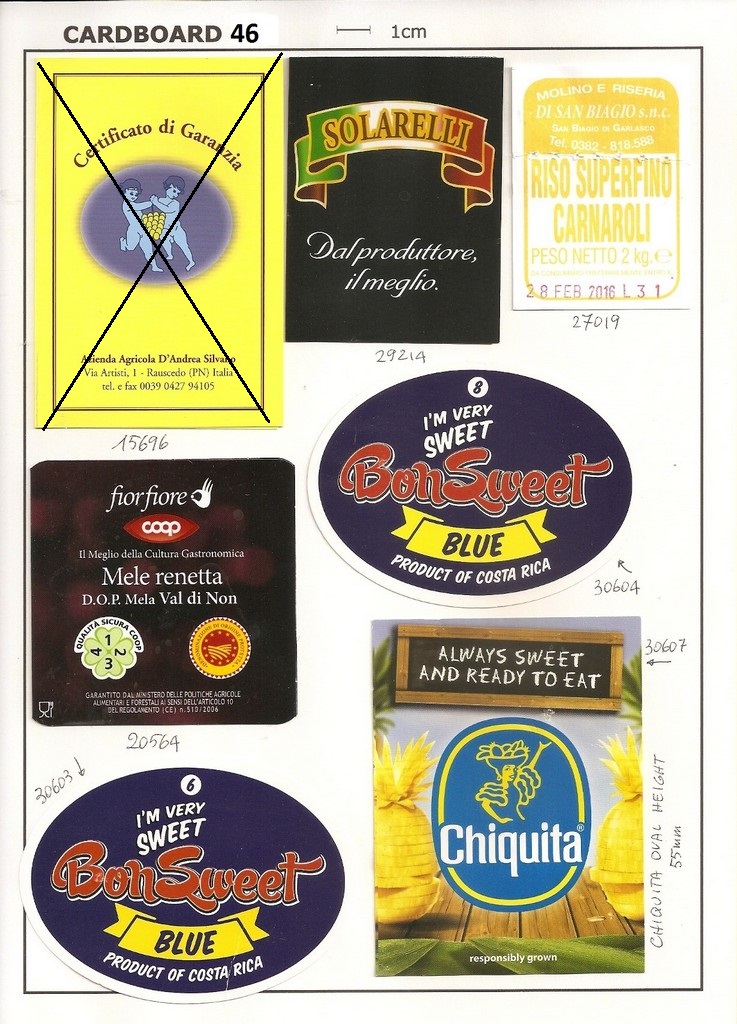 CARDBOARD 46
1cm
Certificato di Garanzia
Azienda Agricola D'Andrea Silvano
Via Artisti, 1 - Rauscedo (PN) Italia
tel. e fax 0039 0427 94105
15696
SOLARELLI
Dal produttore,
il meglio.
29214
MOLINO E RISERIA
DI SAN BIAGIO s.n.c.
SAN BIAGIO DI GARLASCO
Tel. 0382 - 818.588
RISO SUPERFINO
CARNAROLI
PESO NETTO 2 kg. ℮
DA CONSUMARSI PREFERIBILMENTE ENTRO IL
28 FEB 2016 L 31
27019
8
I'M VERY
SWEET
BonSweet
BLUE
PRODUCT OF COSTA RICA
30604
fiorfiore
coop
Il Meglio della Cultura Gastronomica
Mele renetta
D.O.P. Mela Val di Non
QUALITÀ SICURA COOP
1
4 2
3
GARANTITO DAL MINISTERO DELLE POLITICHE AGRICOLE
ALIMENTARI E FORESTALI AI SENSI DELL'ARTICOLO 10
DEL REGOLAMENTO (CE) n. 510/2006
20564
30607
ALWAYS SWEET
AND READY TO EAT
Chiquita®
responsibly grown
CHIQUITA OVAL HEIGHT
55mm
30603
6
I'M VERY
SWEET
BonSweet
BLUE
PRODUCT OF COSTA RICA